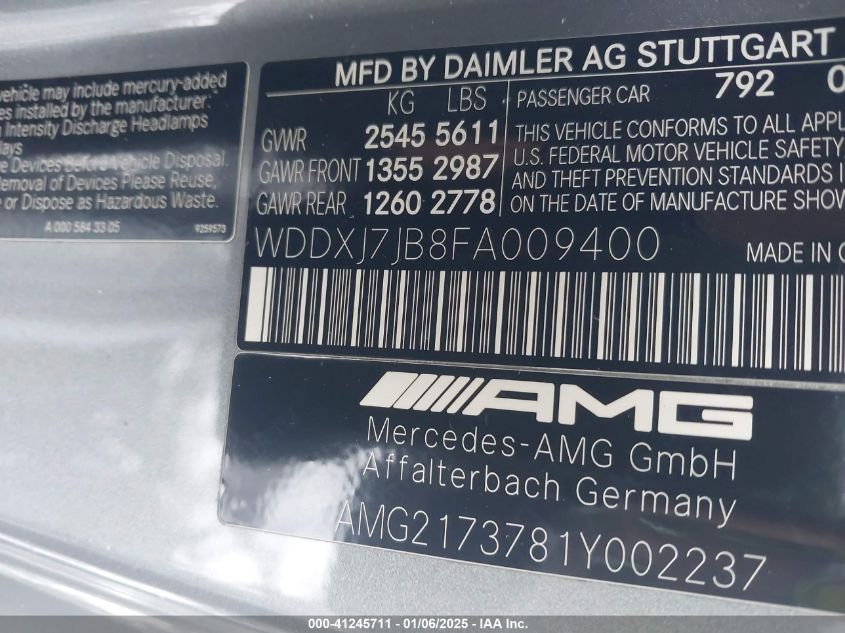 vehicle may include mercury-added
es installed by the manufacturer:
Intensity Discharge Headlamps
lays
e Devices Before Vehicle Disposal.
Removal of Devices Please Reuse,
e or Dispose as Hazardous Waste.
A 000 584 33 05 9259573
MFD BY DAIMLER AG STUTTGART
KG LBS
GVWR 2545 5611
GAWR FRONT 1355 2987
GAWR REAR 1260 2778
PASSENGER CAR 792 0
THIS VEHICLE CONFORMS TO ALL APPL
U.S. FEDERAL MOTOR VEHICLE SAFETY
AND THEFT PREVENTION STANDARDS I
THE DATE OF MANUFACTURE SHOW
WDDXJ7JB8FA009400
MADE IN G
AMG
Mercedes-AMG GmbH
Affalterbach Germany
AMG2173781Y002237
000-41245711 - 01/06/2025 - IAA Inc.